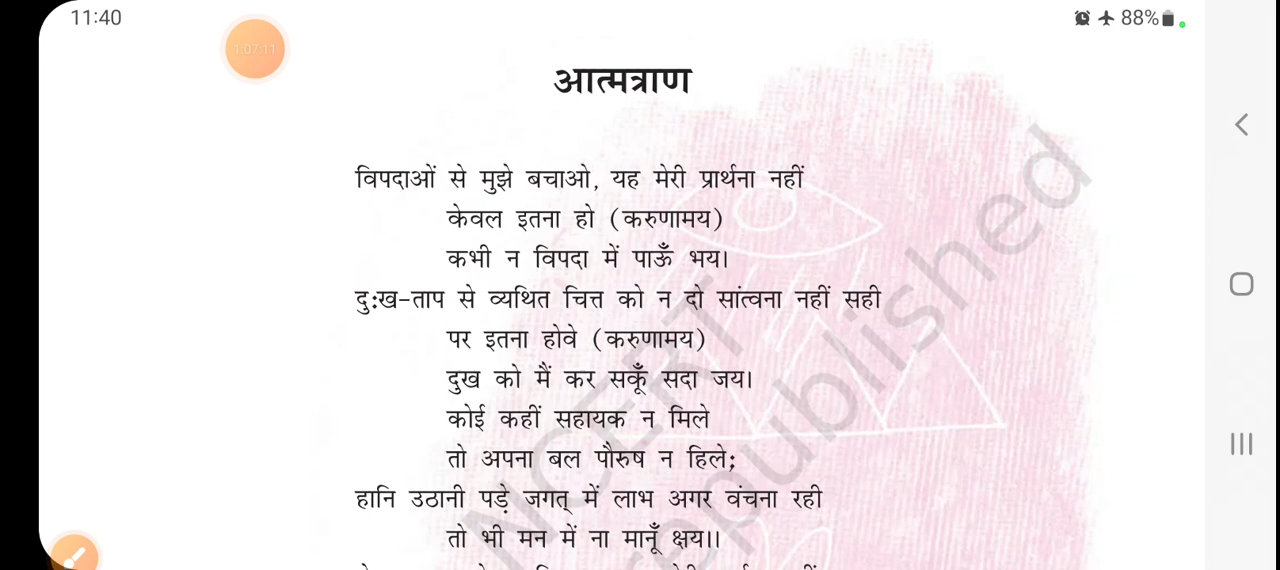 11:40
88%
1:07:11
आत्मत्राण
विपदाओं से मुझे बचाओ, यह मेरी प्रार्थना नहीं
केवल इतना हो (करुणामय)
कभी न विपदा में पाऊँ भय।
दुःख-ताप से व्यथित चित्त को न दो सांत्वना नहीं सही
पर इतना होवे (करुणामय)
दुख को मैं कर सकूँ सदा जय।
कोई कहीं सहायक न मिले
तो अपना बल पौरुष न हिले;
हानि उठानी पड़े जगत् में लाभ अगर वंचना रही
तो भी मन में ना मानूँ क्षय।।
NCERT
republished